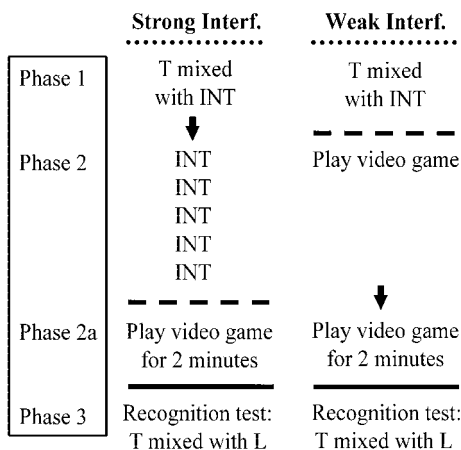 Strong Interf. Weak Interf.
Phase 1 T mixed T mixed
with INT with INT
Phase 2 INT Play video game
INT
INT
INT
INT
Phase 2a Play video game Play video game
for 2 minutes for 2 minutes
Phase 3 Recognition test: Recognition test:
T mixed with L T mixed with L